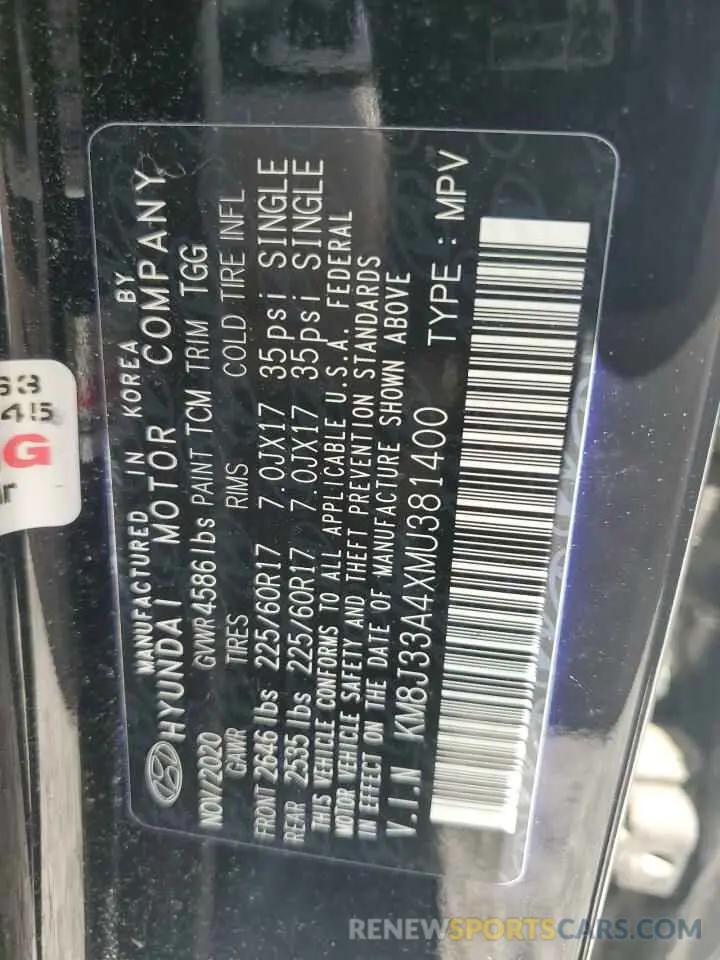 MANUFACTURED IN KOREA BY
HYUNDAI MOTOR COMPANY
NOV/2020 GVWR 4586 lbs PAINT TCM TRIM TGG
GAWR TIRES RMS COLD TIRE INFL
FRONT 2646 lbs 225/60R17 7.0JX17 35psi SINGLE
REAR 2535 lbs 225/60R17 7.0JX17 35psi SINGLE
THIS VEHICLE CONFORMS TO ALL APPLICABLE U.S.A. FEDERAL
MOTOR VEHICLE SAFETY AND THEFT PREVENTION STANDARDS
IN EFFECT ON THE DATE OF MANUFACTURE SHOWN ABOVE
V.I.N KM8J33A4XMU381400 TYPE : MPV
63
45
G
r
RENEWSPORTSCARS.COM